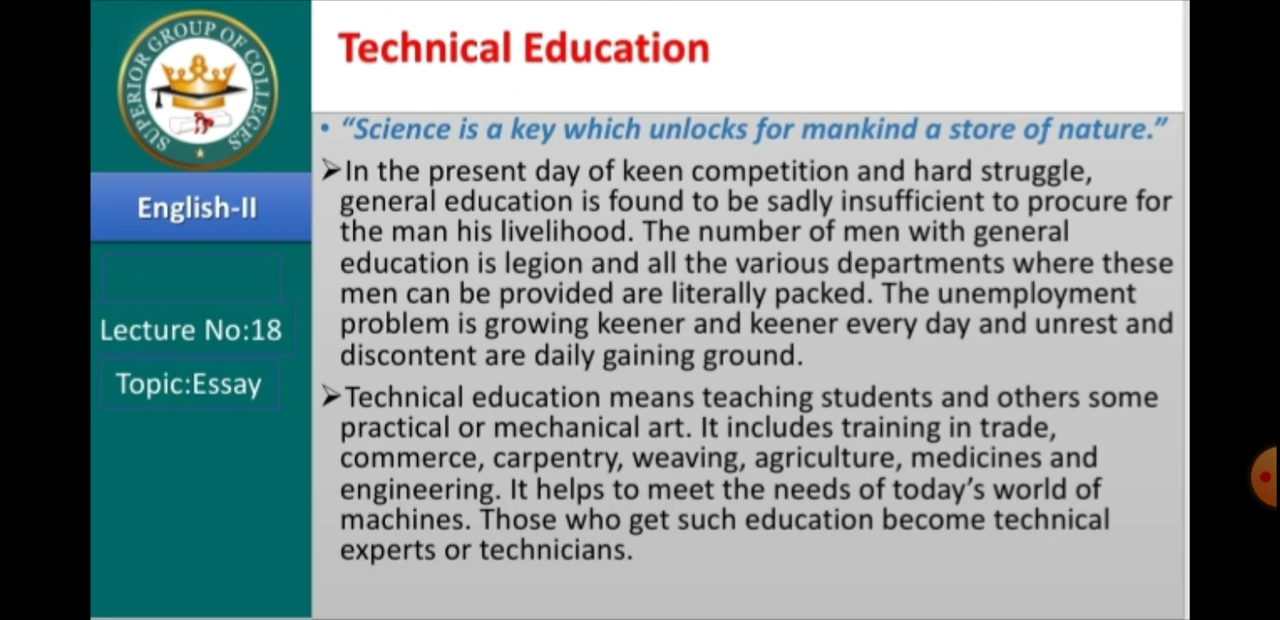 SUPERIOR GROUP OF COLLEGES
English-II
Lecture No:18
Topic:Essay
Technical Education
• “Science is a key which unlocks for mankind a store of nature.”
➢In the present day of keen competition and hard struggle,
general education is found to be sadly insufficient to procure for
the man his livelihood. The number of men with general
education is legion and all the various departments where these
men can be provided are literally packed. The unemployment
problem is growing keener and keener every day and unrest and
discontent are daily gaining ground.
➢Technical education means teaching students and others some
practical or mechanical art. It includes training in trade,
commerce, carpentry, weaving, agriculture, medicines and
engineering. It helps to meet the needs of today’s world of
machines. Those who get such education become technical
experts or technicians.